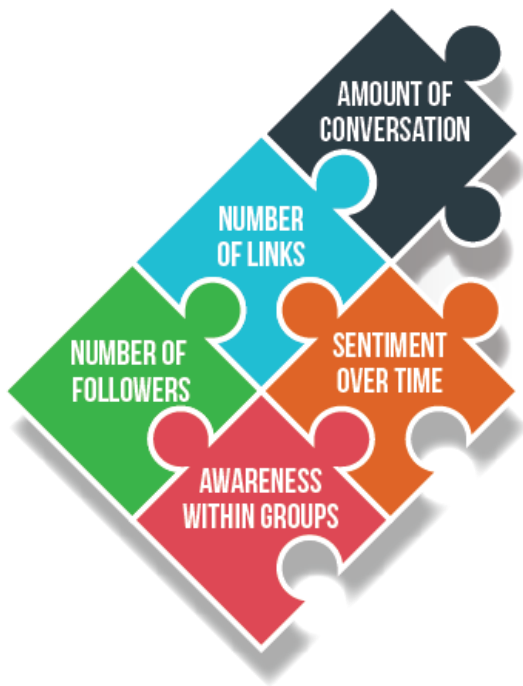 AMOUNT OF
CONVERSATION
NUMBER
OF LINKS
NUMBER OF
FOLLOWERS
SENTIMENT
OVER TIME
AWARENESS
WITHIN GROUPS